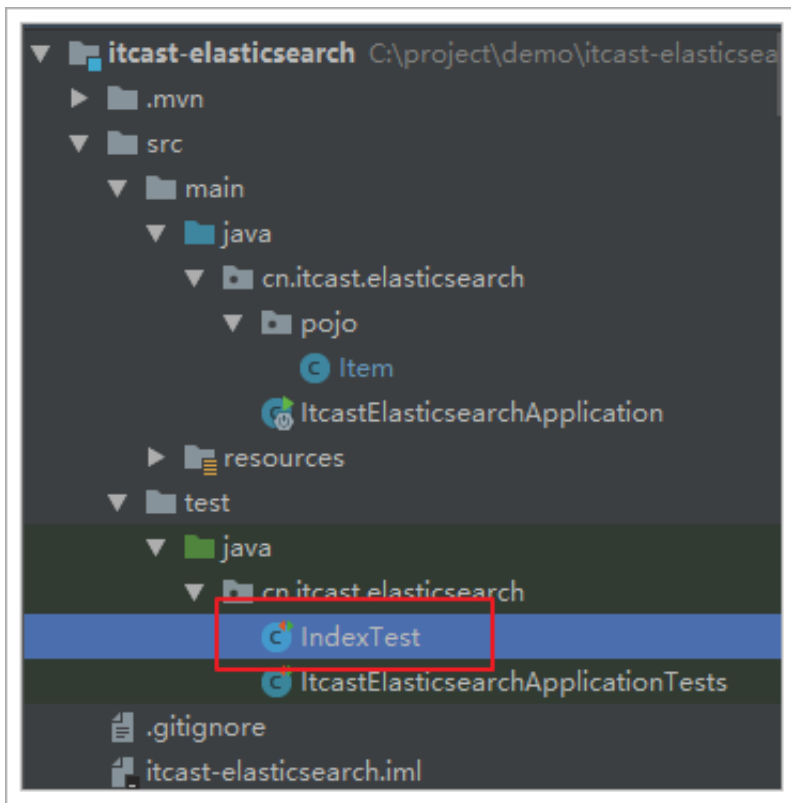 itcast-elasticsearch C:\project\demo\itcast-elasticsea
.mvn
src
main
java
cn.itcast.elasticsearch
pojo
Item
ItcastElasticsearchApplication
resources
test
java
cn.itcast.elasticsearch
IndexTest
ItcastElasticsearchApplicationTests
.gitignore
itcast-elasticsearch.iml